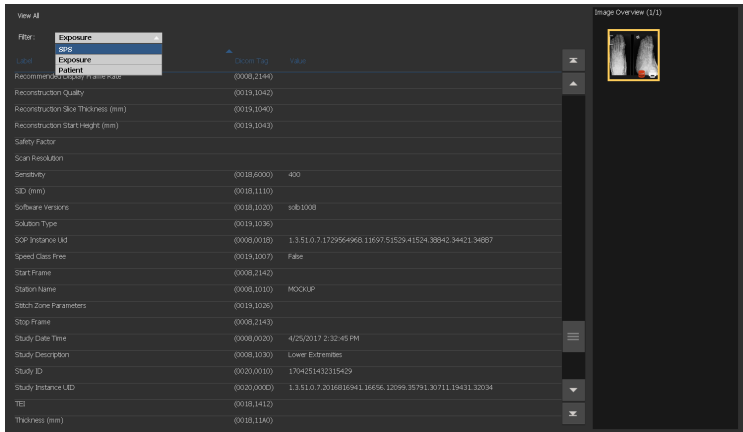 View All
Image Overview (1/1)
Filter: Exposure
SPS
Exposure
Patient
Label Dicom Tag Value
Recommended Display Frame Rate (0008,2144)
Reconstruction Quality (0019,1042)
Reconstruction Slice Thickness (mm) (0019,1040)
Reconstruction Start Height (mm) (0019,1043)
Safety Factor
Scan Resolution
Sensitivity (0018,6000) 400
SID (mm) (0018,1110)
Software Versions (0018,1020) solb1008
Solution Type (0019,1036)
SOP Instance Uid (0008,0018) 1.3.51.0.7.1729564968.11697.51529.41524.38842.34421.34887
Speed Class Free (0019,1007) False
Start Frame (0008,2142)
Station Name (0008,1010) MOCKUP
Stitch Zone Parameters (0019,1026)
Stop Frame (0008,2143)
Study Date Time (0008,0020) 4/25/2017 2:32:45 PM
Study Description (0008,1030) Lower Extremities
Study ID (0020,0010) 1704251432315429
Study Instance UID (0020,000D) 1.3.51.0.7.2016816941.16656.12099.35791.30711.19431.32034
TEI (0018,1412)
Thickness (mm) (0018,11A0)